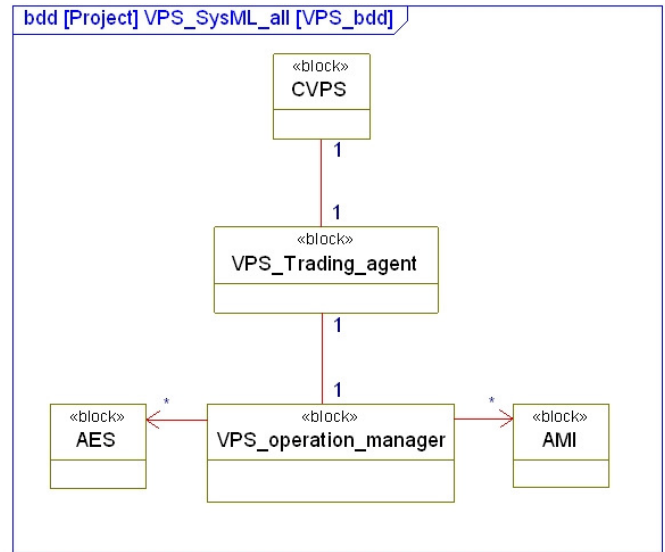 bdd [Project] VPS_SysML_all [VPS_bdd]
«block»
CVPS
1
1
«block»
VPS_Trading_agent
1
1
*
*
«block»
AES
«block»
VPS_operation_manager
«block»
AMI